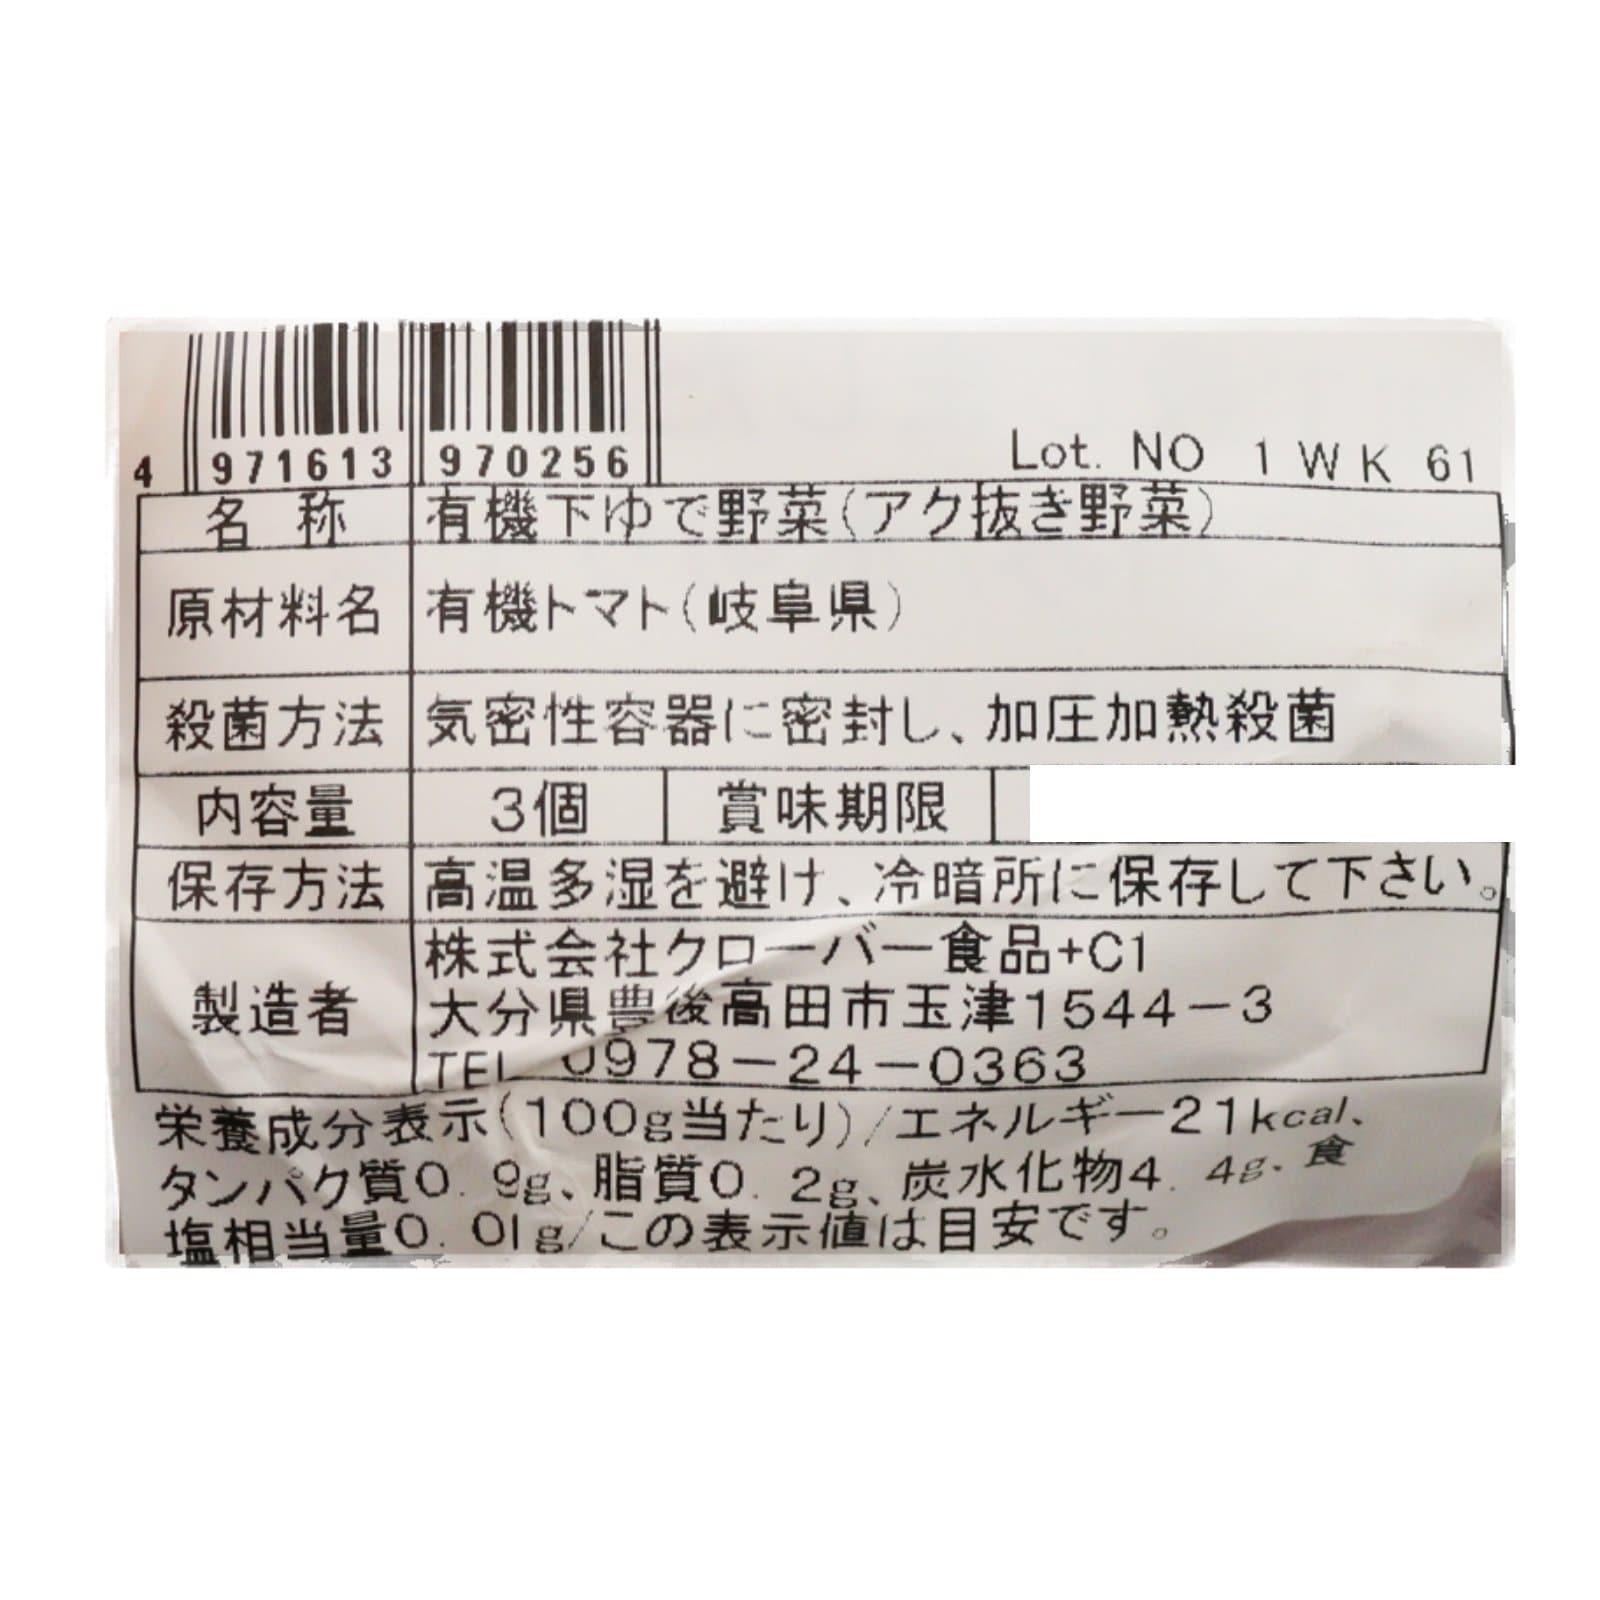 4 971613 970256
Lot. NO 1WK 61
名称 有機下ゆで野菜(アク抜き野菜)
原材料名 有機トマト(岐阜県)
殺菌方法 気密性容器に密封し、加圧加熱殺菌
内容量 3個 賞味期限
保存方法 高温多湿を避け、冷暗所に保存して下さい。
製造者 株式会社クローバー食品+C1
大分県豊後高田市玉津1544-3
TEL 0978-24-0363
栄養成分表示(100g当たり)/エネルギー21kcal、
タンパク質0.9g、脂質0.2g、炭水化物4.4g、食
塩相当量0.01g/この表示値は目安です。